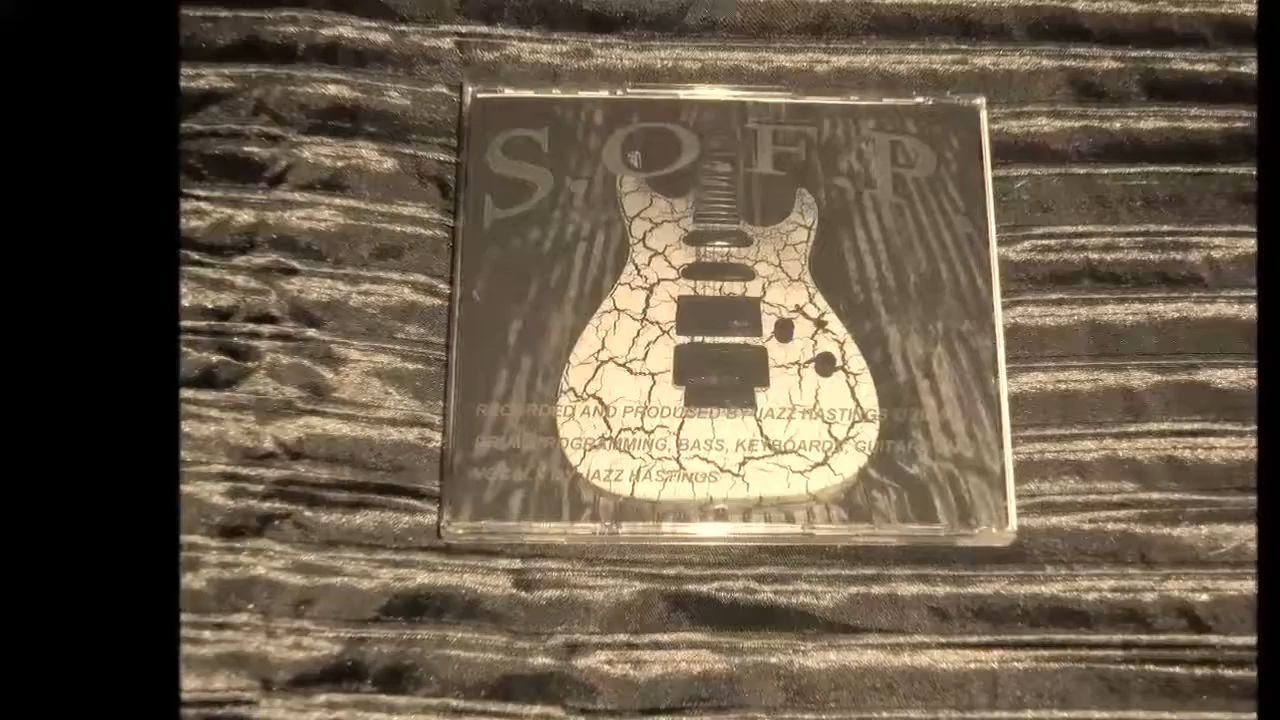 S O F P
RECORDED AND PRODUSED BY JAZZ HASTINGS
PROGRAMMING, BASS, KEYBOARDS, GUITAR
JAZZ HASTINGS